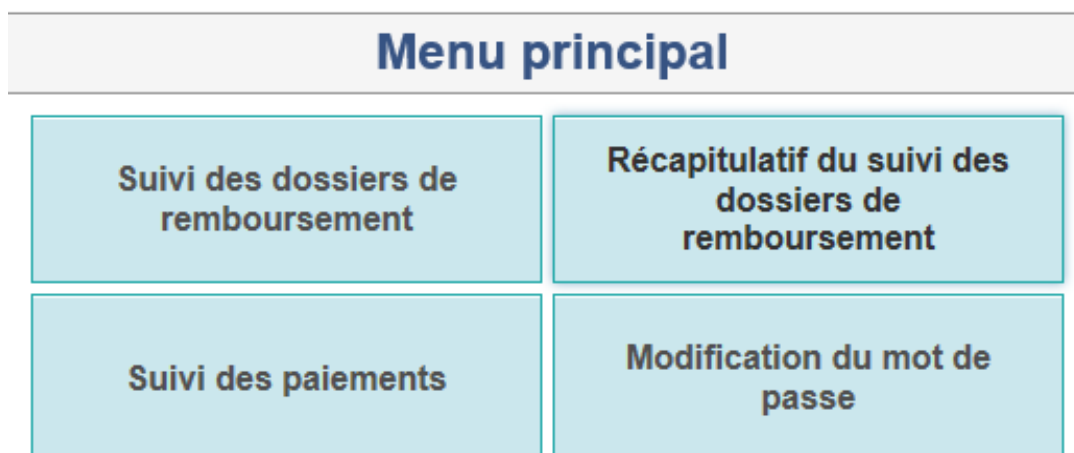 Menu principal
Suivi des dossiers de
remboursement
Récapitulatif du suivi des
dossiers de
remboursement
Suivi des paiements
Modification du mot de
passe